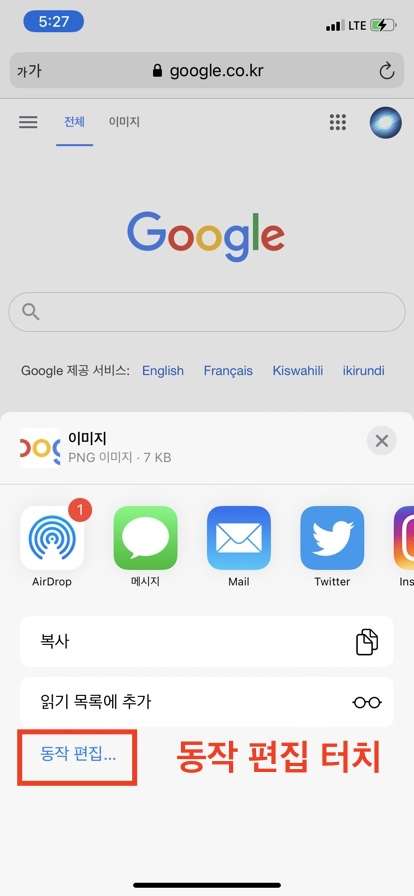 5:27
LTE
가가
google.co.kr
전체 이미지
Google
Google 제공 서비스: English Français Kiswahili ikirundi
이미지
PNG 이미지 · 7 KB
1
AirDrop 메시지 Mail Twitter Ins
복사
읽기 목록에 추가
동작 편집...
동작 편집 터치